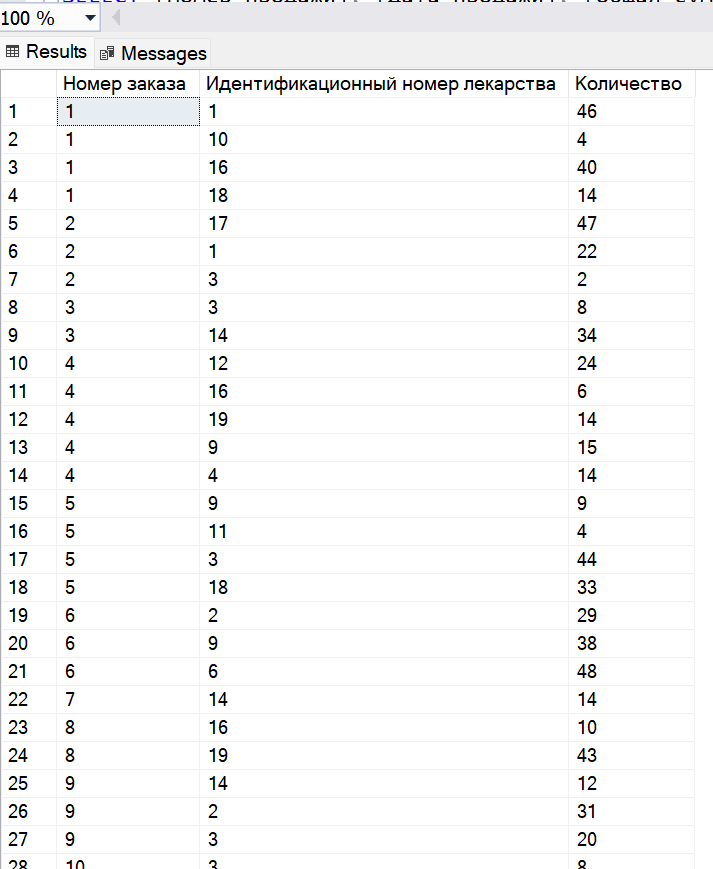 100 %
Results Messages
Номер заказа Идентификационный номер лекарства Количество
1 1 1 46
2 1 10 4
3 1 16 40
4 1 18 14
5 2 17 47
6 2 1 22
7 2 3 2
8 3 3 8
9 3 14 34
10 4 12 24
11 4 16 6
12 4 19 14
13 4 9 15
14 4 4 14
15 5 9 9
16 5 11 4
17 5 3 44
18 5 18 33
19 6 2 29
20 6 9 38
21 6 6 48
22 7 14 14
23 8 16 10
24 8 19 43
25 9 14 12
26 9 2 31
27 9 3 20
28 10 3 8